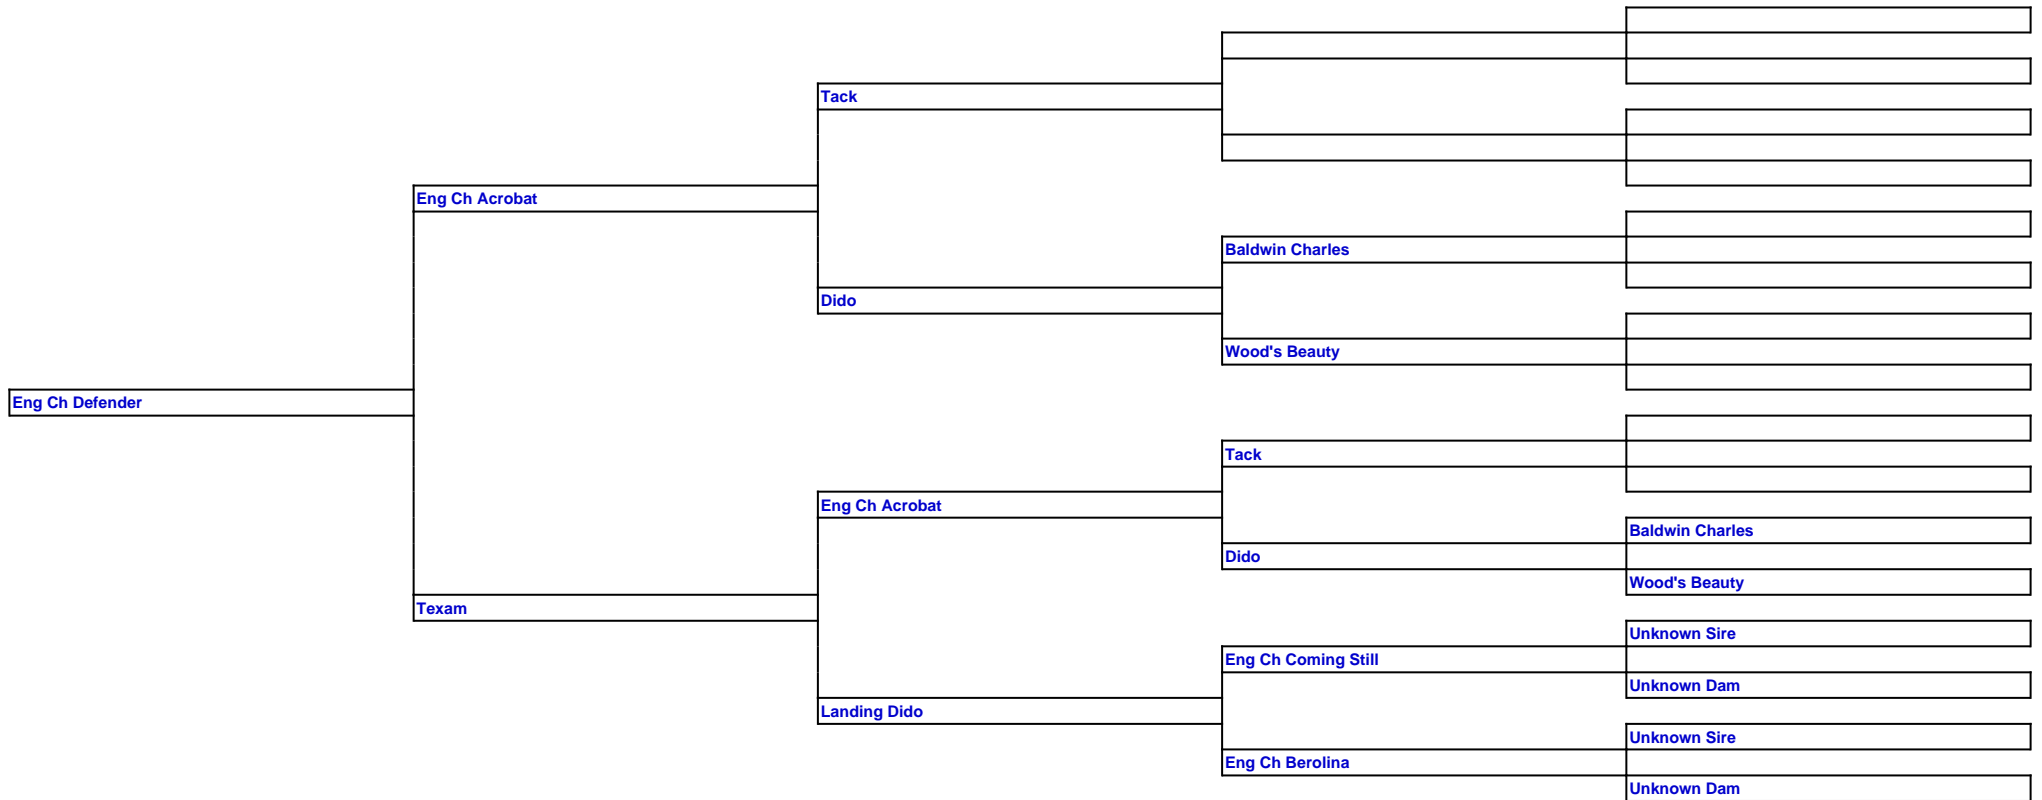 Tack
Eng Ch Acrobat
Baldwin Charles
Dido
Wood's Beauty
Eng Ch Defender
Tack
Eng Ch Acrobat
Baldwin Charles
Dido
Wood's Beauty
Texam
Unknown Sire
Eng Ch Coming Still
Unknown Dam
Landing Dido
Unknown Sire
Eng Ch Berolina
Unknown Dam